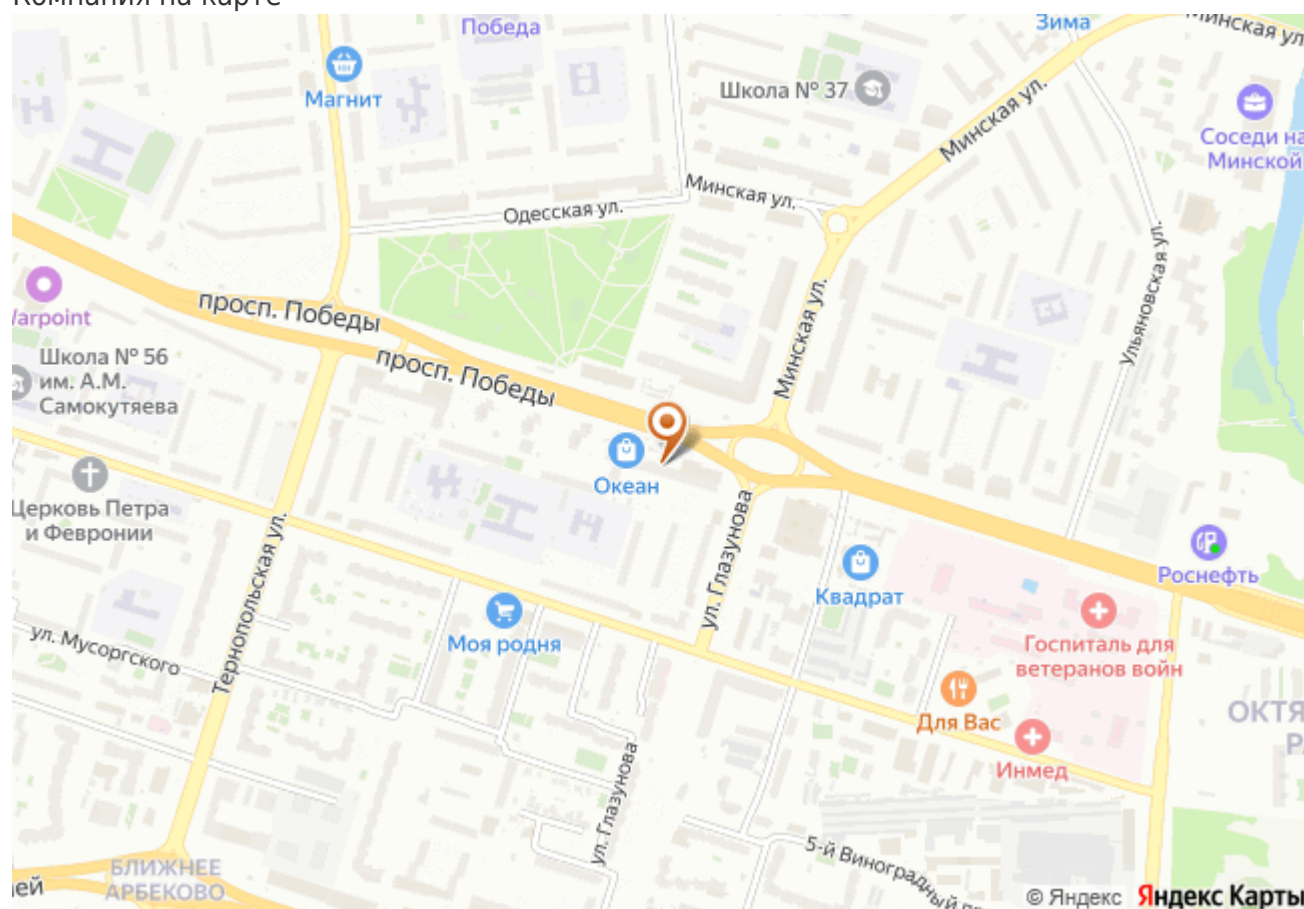 Компания на карте
Победа
Зима
Минская ул.
Магнит
Школа № 37
Минская ул.
Соседи на
Минской
Минская ул.
Одесская ул.
Ульяновская ул.
Warpoint
просп. Победы
Минская ул.
Школа № 56
им. А.М.
Самокутяева
просп. Победы
Океан
Церковь Петра
и Февронии
Тернопольская ул.
ул. Глазунова
Роснефть
Квадрат
Моя родня
ул. Мусоргского
Госпиталь для
ветеранов войн
Для Вас
Инмед
ул. Глазунова
5-й Виноградный
БЛИЖНЕЕ
АРБЕКОВО
© Яндекс Яндекс Карты